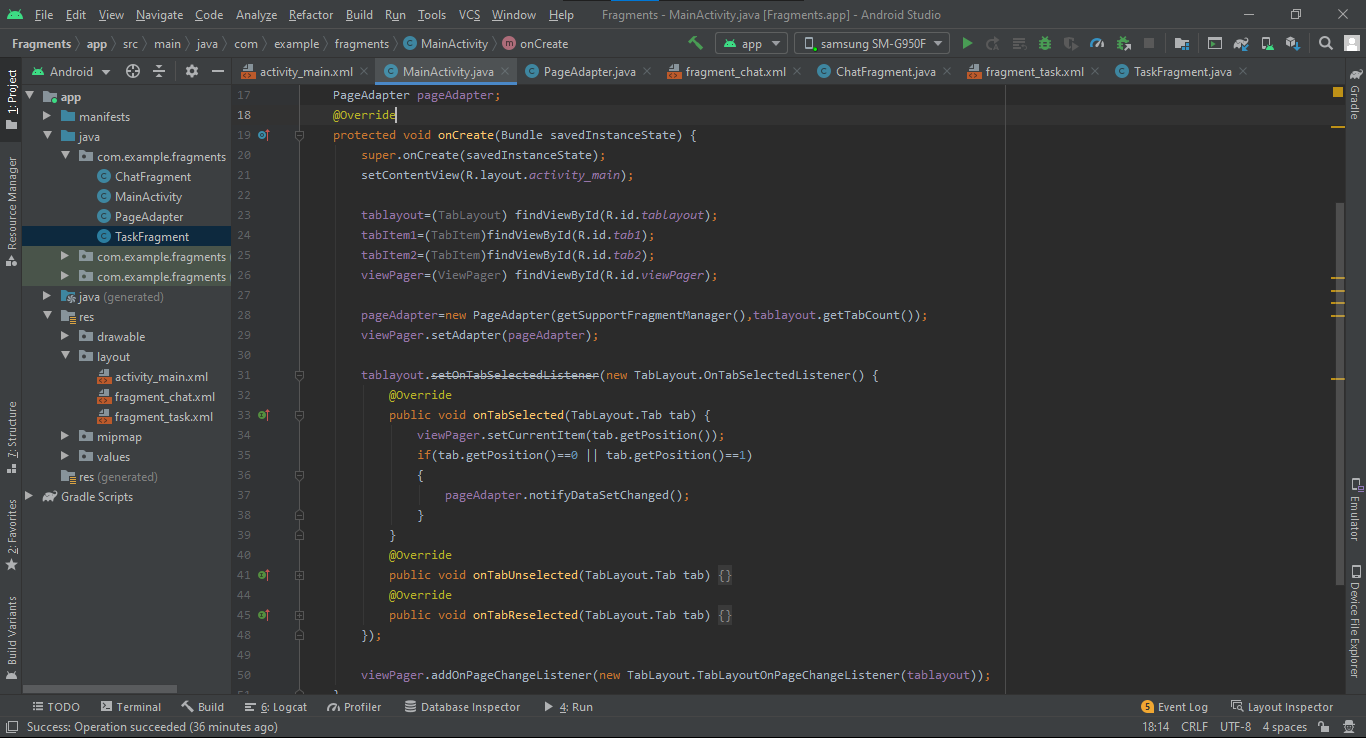 File Edit View Navigate Code Analyze Refactor Build Run Tools VCS Window Help Fragments - MainActivity.java [Fragments.app] - Android Studio
Fragments app src main java com example fragments MainActivity onCreate app samsung SM-G950F
Android activity_main.xml MainActivity.java PageAdapter.java fragment_chat.xml ChatFragment.java fragment_task.xml TaskFragment.java
1: Project
Resource Manager
7: Structure
2: Favorites
Build Variants
app
manifests
java
com.example.fragments
ChatFragment
MainActivity
PageAdapter
TaskFragment
com.example.fragments
com.example.fragments
java (generated)
res
drawable
layout
activity_main.xml
fragment_chat.xml
fragment_task.xml
mipmap
values
res (generated)
Gradle Scripts
17 PageAdapter pageAdapter;
18 @Override
19 protected void onCreate(Bundle savedInstanceState) {
20 super.onCreate(savedInstanceState);
21 setContentView(R.layout.activity_main);
22
23 tablayout=(TabLayout) findViewById(R.id.tablayout);
24 tabItem1=(TabItem)findViewById(R.id.tab1);
25 tabItem2=(TabItem)findViewById(R.id.tab2);
26 viewPager=(ViewPager) findViewById(R.id.viewPager);
27
28 pageAdapter=new PageAdapter(getSupportFragmentManager(),tablayout.getTabCount());
29 viewPager.setAdapter(pageAdapter);
30
31 tablayout.setOnTabSelectedListener(new TabLayout.OnTabSelectedListener() {
32 @Override
33 public void onTabSelected(TabLayout.Tab tab) {
34 viewPager.setCurrentItem(tab.getPosition());
35 if(tab.getPosition()==0 || tab.getPosition()==1)
36 {
37 pageAdapter.notifyDataSetChanged();
38 }
39 }
40 @Override
41 public void onTabUnselected(TabLayout.Tab tab) {}
44 @Override
45 public void onTabReselected(TabLayout.Tab tab) {}
48 });
49
50 viewPager.addOnPageChangeListener(new TabLayout.TabLayoutOnPageChangeListener(tablayout));
Gradle
Emulator
Device File Explorer
TODO Terminal Build 6: Logcat Profiler Database Inspector 4: Run 5 Event Log Layout Inspector
Success: Operation succeeded (36 minutes ago) 18:14 CRLF UTF-8 4 spaces